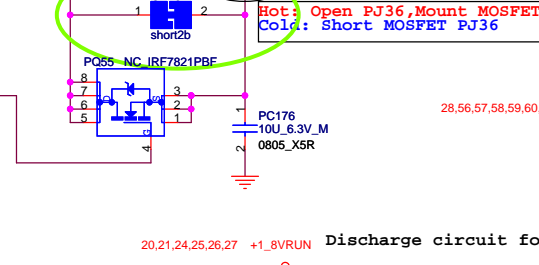 1 2
short2b
Hot: Open PJ36,Mount MOSFET
Cold: Short MOSFET PJ36
PQ55 NC_IRF7821PBF
8
7
6
5
D
S
G
3
2
1
4
1
2
PC176
10U_6.3V_M
0805_X5R
28,56,57,58,59,60
20,21,24,25,26,27 +1_8VRUN
Discharge circuit fo